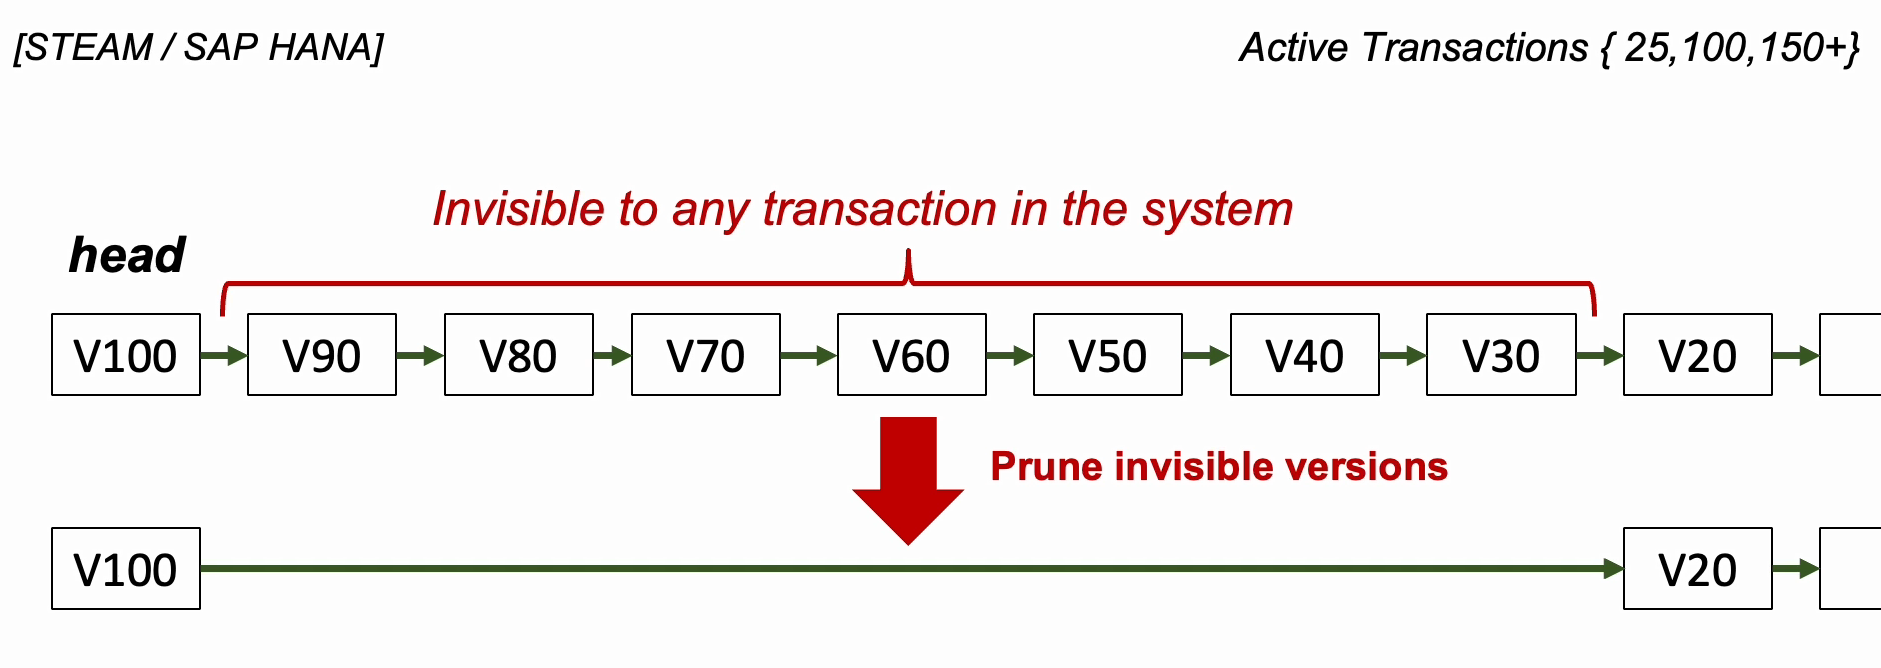 [STEAM / SAP HANA]
Active Transactions { 25,100,150+}
Invisible to any transaction in the system
head
V100 V90 V80 V70 V60 V50 V40 V30 V20
Prune invisible versions
V100 V20